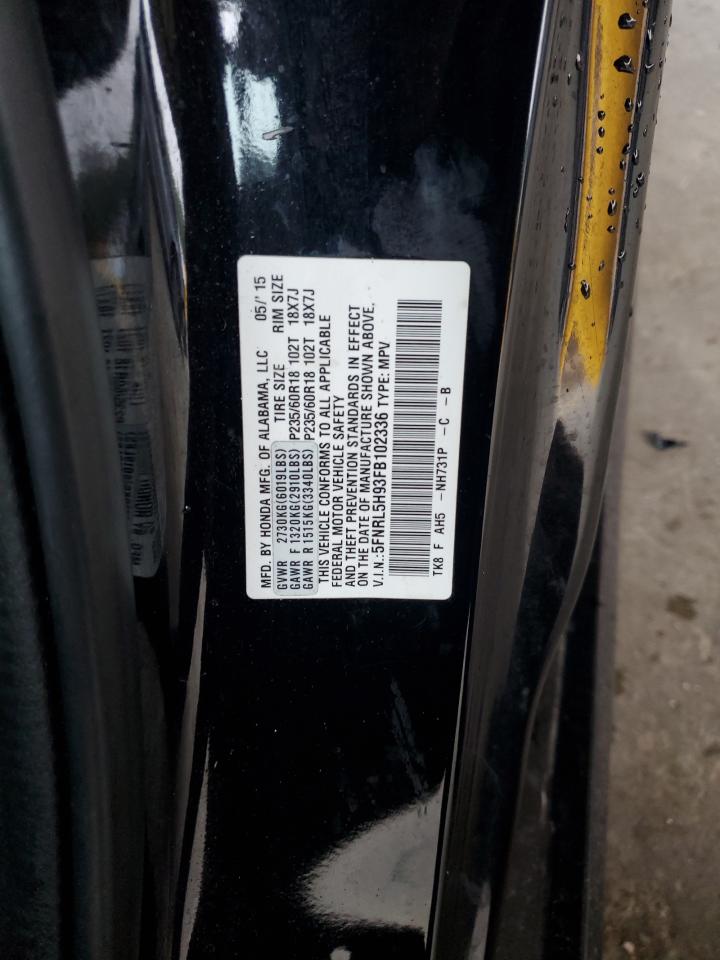 MFD. BY HONDA MFG. OF ALABAMA, LLC 05/'15
GVWR 2730KG(6019LBS) TIRE SIZE RIM SIZE
GAWR F 1320KG(2910LBS) P235/60R18 102T 18X7J
GAWR R 1515KG(3340LBS) P235/60R18 102T 18X7J
THIS VEHICLE CONFORMS TO ALL APPLICABLE
FEDERAL MOTOR VEHICLE SAFETY
AND THEFT PREVENTION STANDARDS IN EFFECT
ON THE DATE OF MANUFACTURE SHOWN ABOVE.
V.I.N.:5FNRL5H93FB102336 TYPE: MPV
TK8 F AH5 -NH731P -C -B